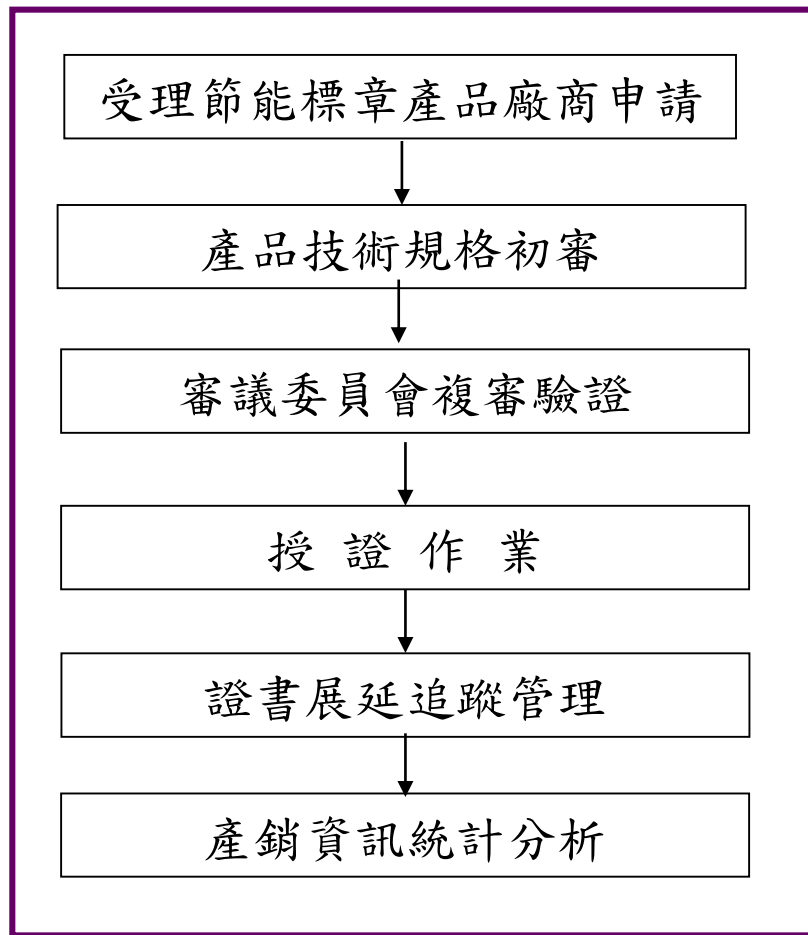 受理節能標章產品廠商申請
產品技術規格初審
審議委員會複審驗證
授 證 作 業
證書展延追蹤管理
產銷資訊統計分析